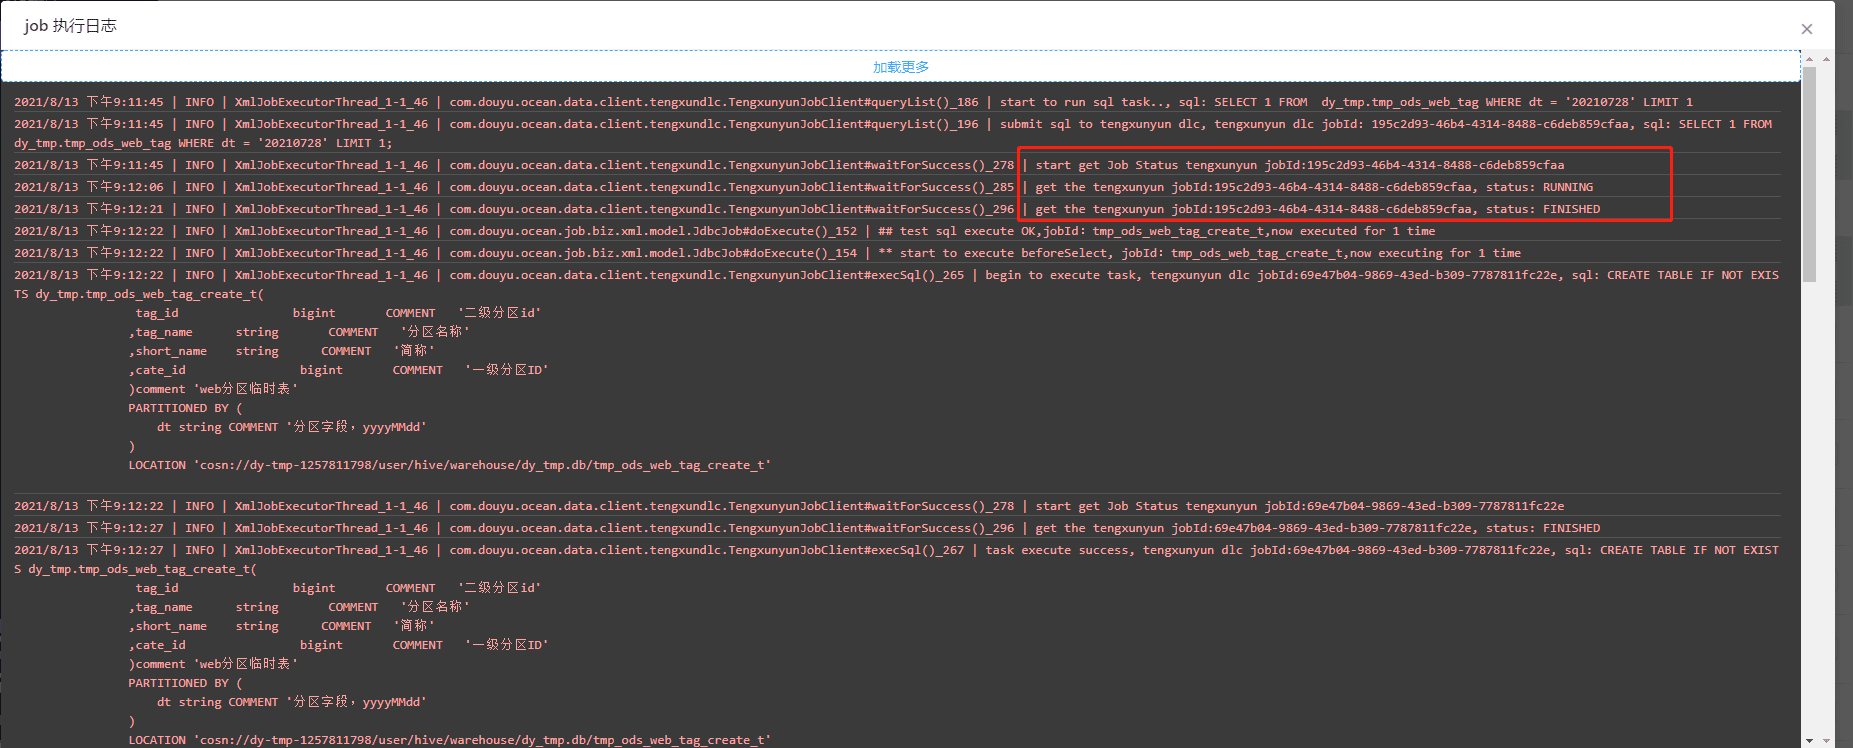 job 执行日志
加载更多
2021/8/13 下午9:11:45 | INFO | XmlJobExecutorThread_1-1_46 | com.douyu.ocean.data.client.tengxundlc.TengxunyunJobClient#queryList()_186 | start to run sql task.., sql: SELECT 1 FROM  dy_tmp.tmp_ods_web_tag WHERE dt = '20210728' LIMIT 1
2021/8/13 下午9:11:45 | INFO | XmlJobExecutorThread_1-1_46 | com.douyu.ocean.data.client.tengxundlc.TengxunyunJobClient#queryList()_196 | submit sql to tengxunyun dlc, tengxunyun dlc jobId: 195c2d93-46b4-4314-8488-c6deb859cfaa, sql: SELECT 1 FROM
dy_tmp.tmp_ods_web_tag WHERE dt = '20210728' LIMIT 1;
2021/8/13 下午9:11:45 | INFO | XmlJobExecutorThread_1-1_46 | com.douyu.ocean.data.client.tengxundlc.TengxunyunJobClient#waitForSuccess()_278 | start get Job Status tengxunyun jobId:195c2d93-46b4-4314-8488-c6deb859cfaa
2021/8/13 下午9:12:06 | INFO | XmlJobExecutorThread_1-1_46 | com.douyu.ocean.data.client.tengxundlc.TengxunyunJobClient#waitForSuccess()_285 | get the tengxunyun jobId:195c2d93-46b4-4314-8488-c6deb859cfaa, status: RUNNING
2021/8/13 下午9:12:21 | INFO | XmlJobExecutorThread_1-1_46 | com.douyu.ocean.data.client.tengxundlc.TengxunyunJobClient#waitForSuccess()_296 | get the tengxunyun jobId:195c2d93-46b4-4314-8488-c6deb859cfaa, status: FINISHED
2021/8/13 下午9:12:22 | INFO | XmlJobExecutorThread_1-1_46 | com.douyu.ocean.job.biz.xml.model.JdbcJob#doExecute()_152 | ## test sql execute OK,jobId：tmp_ods_web_tag_create_t,now executed for 1 time
2021/8/13 下午9:12:22 | INFO | XmlJobExecutorThread_1-1_46 | com.douyu.ocean.job.biz.xml.model.JdbcJob#doExecute()_154 | ** start to execute beforeSelect, jobId：tmp_ods_web_tag_create_t,now executing for 1 time
2021/8/13 下午9:12:22 | INFO | XmlJobExecutorThread_1-1_46 | com.douyu.ocean.data.client.tengxundlc.TengxunyunJobClient#execSql()_265 | begin to execute task, tengxunyun dlc jobId:69e47b04-9869-43ed-b309-7787811fc22e, sql: CREATE TABLE IF NOT EXIS
TS dy_tmp.tmp_ods_web_tag_create_t(
tag_id bigint COMMENT '二级分区id'
,tag_name string COMMENT '分区名称'
,short_name string COMMENT '简称'
,cate_id bigint COMMENT '一级分区ID'
)comment 'web分区临时表'
PARTITIONED BY (
dt string COMMENT '分区字段，yyyyMMdd'
)
LOCATION 'cosn://dy-tmp-1257811798/user/hive/warehouse/dy_tmp.db/tmp_ods_web_tag_create_t'
2021/8/13 下午9:12:22 | INFO | XmlJobExecutorThread_1-1_46 | com.douyu.ocean.data.client.tengxundlc.TengxunyunJobClient#waitForSuccess()_278 | start get Job Status tengxunyun jobId:69e47b04-9869-43ed-b309-7787811fc22e
2021/8/13 下午9:12:27 | INFO | XmlJobExecutorThread_1-1_46 | com.douyu.ocean.data.client.tengxundlc.TengxunyunJobClient#waitForSuccess()_296 | get the tengxunyun jobId:69e47b04-9869-43ed-b309-7787811fc22e, status: FINISHED
2021/8/13 下午9:12:27 | INFO | XmlJobExecutorThread_1-1_46 | com.douyu.ocean.data.client.tengxundlc.TengxunyunJobClient#execSql()_267 | task execute success, tengxunyun dlc jobId:69e47b04-9869-43ed-b309-7787811fc22e, sql: CREATE TABLE IF NOT EXIST
S dy_tmp.tmp_ods_web_tag_create_t(
tag_id bigint COMMENT '二级分区id'
,tag_name string COMMENT '分区名称'
,short_name string COMMENT '简称'
,cate_id bigint COMMENT '一级分区ID'
)comment 'web分区临时表'
PARTITIONED BY (
dt string COMMENT '分区字段，yyyyMMdd'
)
LOCATION 'cosn://dy-tmp-1257811798/user/hive/warehouse/dy_tmp.db/tmp_ods_web_tag_create_t'